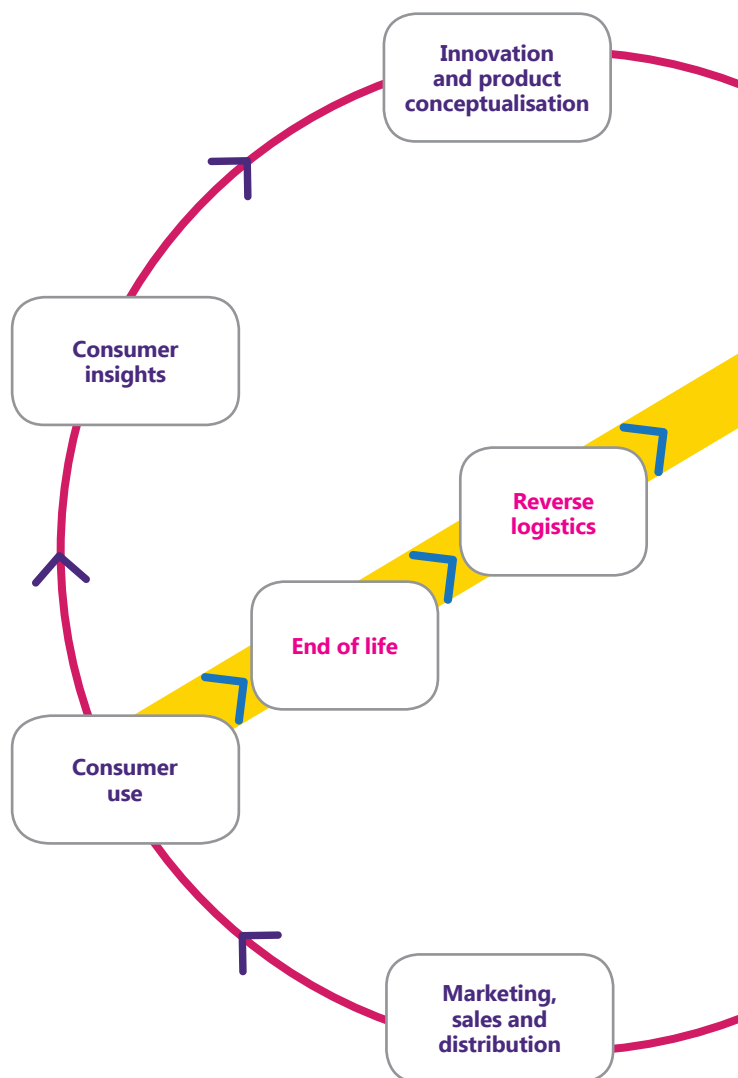 Innovation
and product
conceptualisation
Consumer
insights
Reverse
logistics
End of life
Consumer
use
Marketing,
sales and
distribution